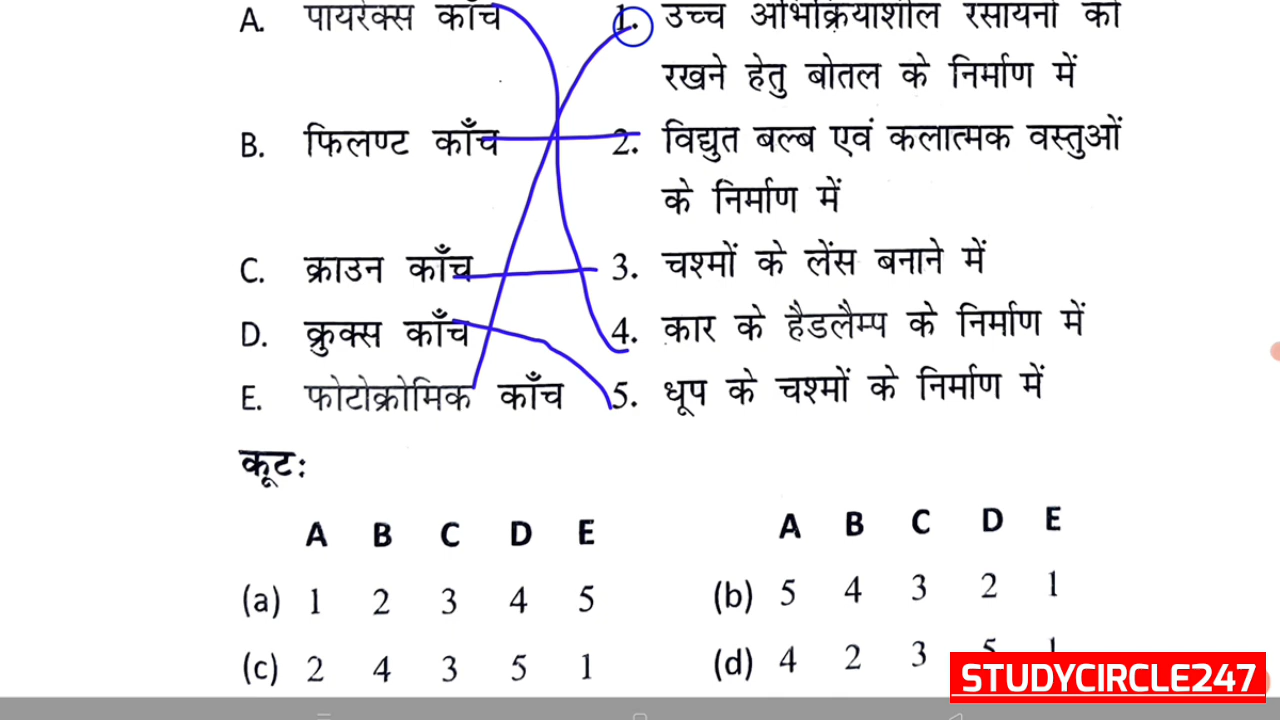 A. पायरेक्स काँच 1. उच्च अभिक्रियाशील रसायनों को
रखने हेतु बोतल के निर्माण में
B. फिलण्ट काँच 2. विद्युत बल्ब एवं कलात्मक वस्तुओं
के निर्माण में
C. क्राउन काँच 3. चश्मों के लेंस बनाने में
D. क्रुक्स काँच 4. कार के हैडलैम्प के निर्माण में
E. फोटोक्रोमिक काँच 5. धूप के चश्मों के निर्माण में
कूटः
A B C D E A B C D E
(a) 1 2 3 4 5 (b) 5 4 3 2 1
(c) 2 4 3 5 1 (d) 4 2 3 5 1
STUDYCIRCLE247